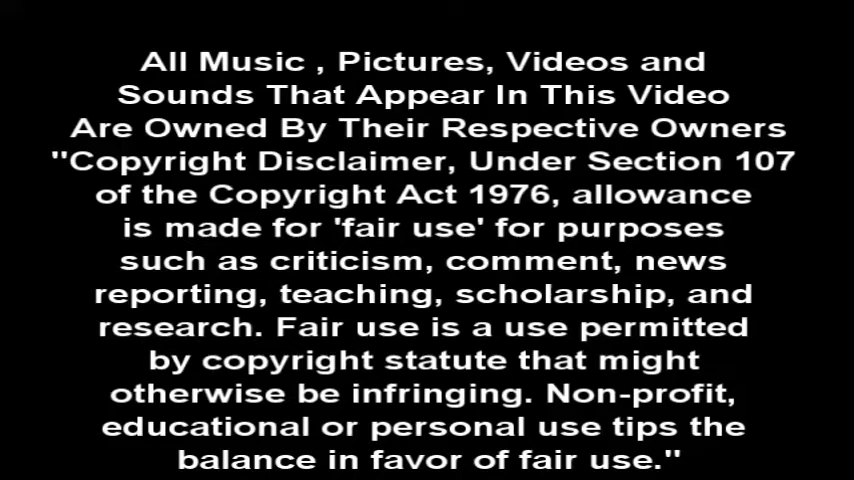 All Music , Pictures, Videos and
Sounds That Appear In This Video
Are Owned By Their Respective Owners
"Copyright Disclaimer, Under Section 107
of the Copyright Act 1976, allowance
is made for 'fair use' for purposes
such as criticism, comment, news
reporting, teaching, scholarship, and
research. Fair use is a use permitted
by copyright statute that might
otherwise be infringing. Non-profit,
educational or personal use tips the
balance in favor of fair use."